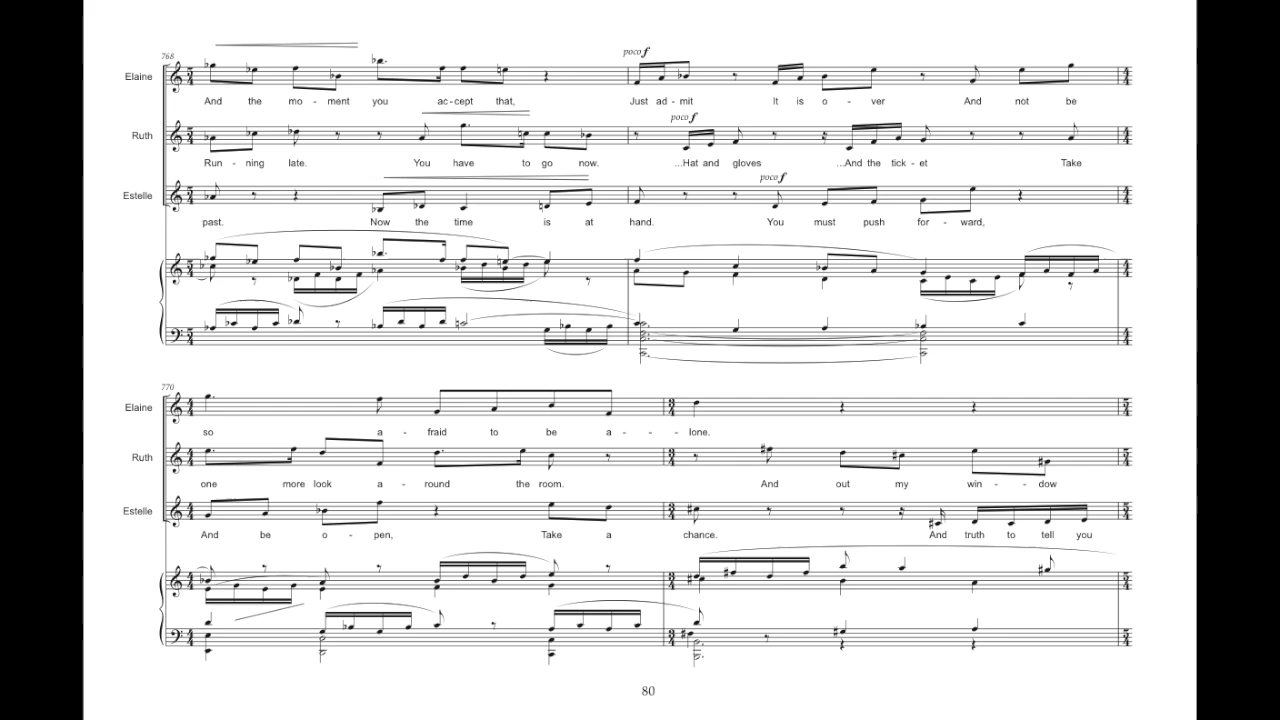 768
poco f
Elaine
And the mo - ment you ac - cept that, Just ad - mit It is o - ver And not be
poco f
Ruth
Run - ning late. You have to go now. ...Hat and gloves ...And the tick - et Take
poco f
Estelle
past. Now the time is at hand. You must push for - ward,
770
Elaine
so a - fraid to be a - - lone.
Ruth
one more look a - round the room. And out my win - - dow
Estelle
And be o - pen, Take a chance. And truth to tell you
80